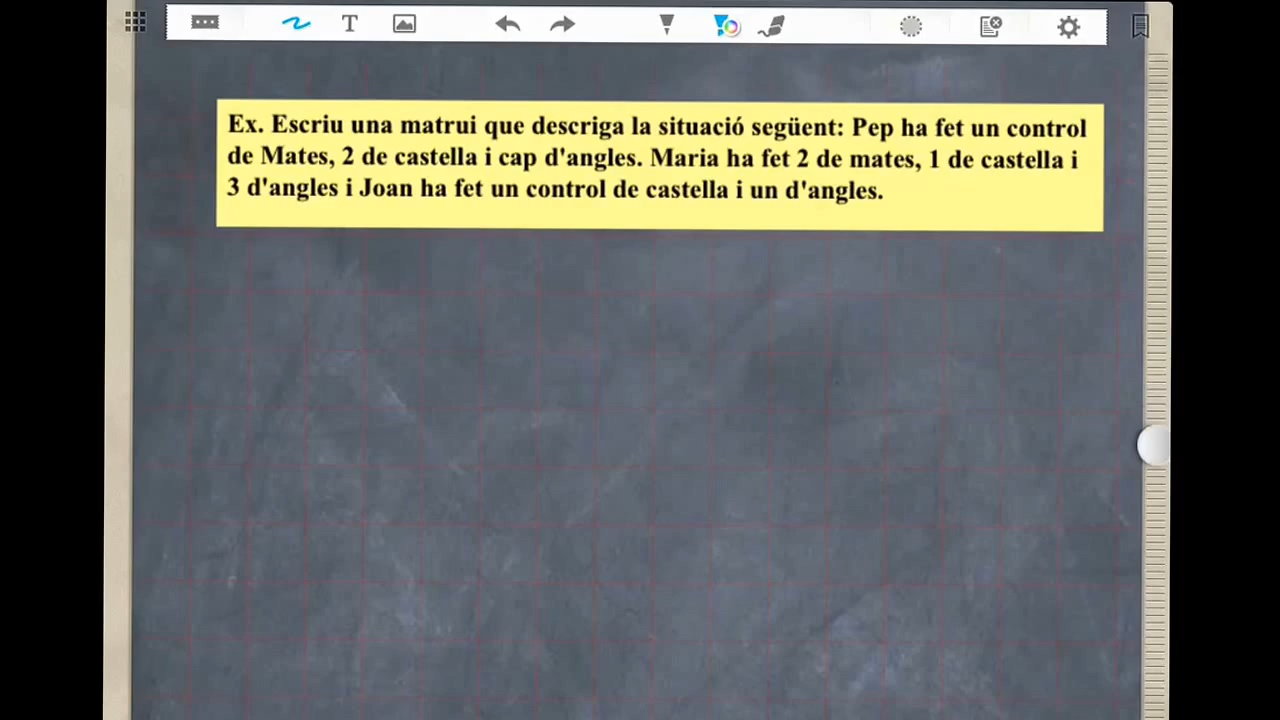 Ex. Escriu una matrui que descriga la situació següent: Pep ha fet un control
de Mates, 2 de castella i cap d'angles. Maria ha fet 2 de mates, 1 de castella i
3 d'angles i Joan ha fet un control de castella i un d'angles.